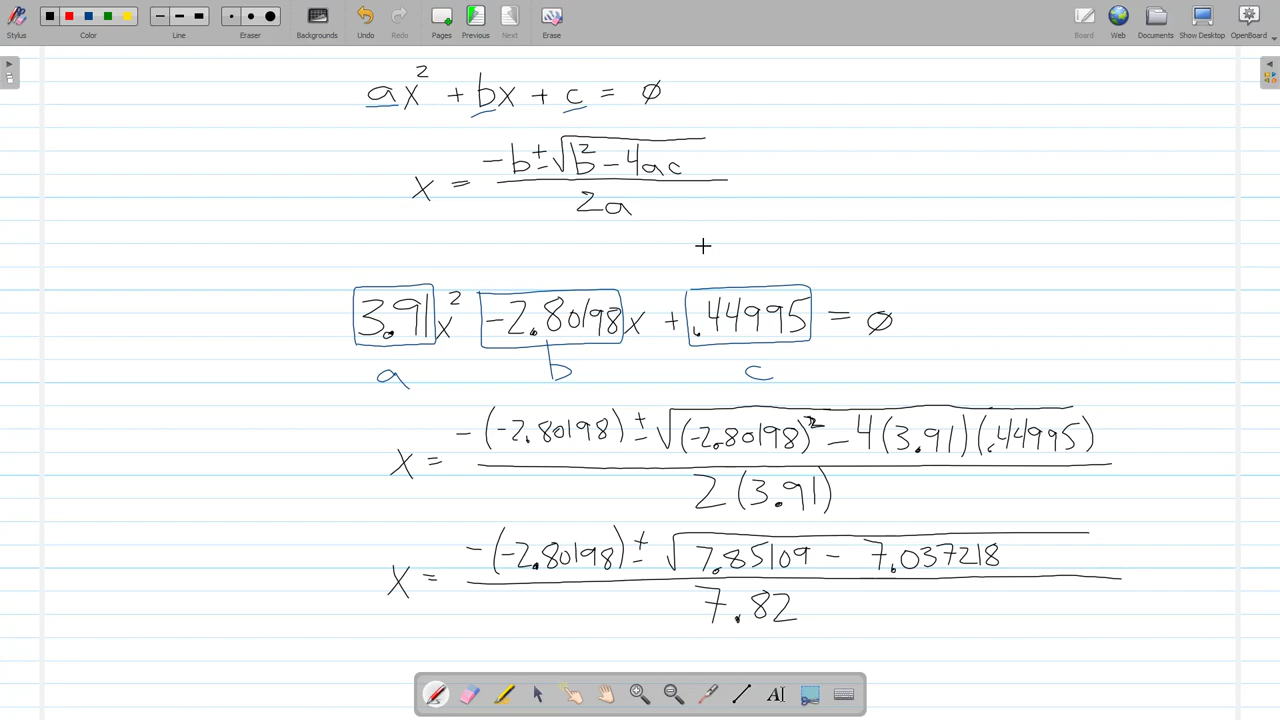 Stylus Color Line Eraser Backgrounds Undo Redo Pages Previous Next Erase Board Web Documents Show Desktop OpenBoard
ax² + bx + c = ∅
x = (-b ± √(b² - 4ac)) / 2a
+
3.91x² -2.80198x + .44995 = ∅
a b c
x = (-(-2.80198) ± √((-2.80198)² - 4(3.91)(.44995))) / 2(3.91)
x = (-(-2.80198) ± √(7.85109 - 7.037218)) / 7.82
AI